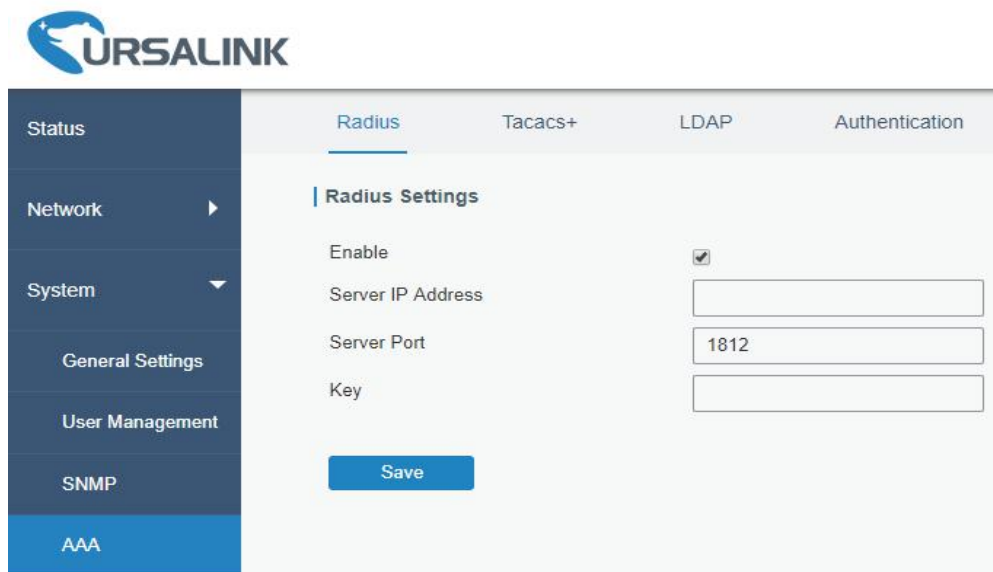 URSALINK
Status
Network
System
General Settings
User Management
SNMP
AAA
Radius Tacacs+ LDAP Authentication
Radius Settings
Enable
Server IP Address
Server Port 1812
Key
Save